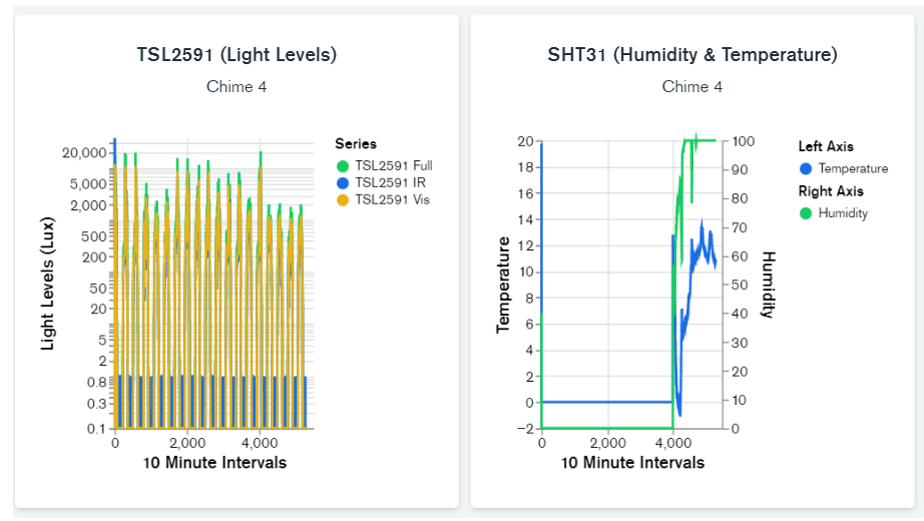 TSL2591 (Light Levels)
Chime 4
Light Levels (Lux)
20,000
5,000
2,000
500
200
50
20
5
2
0.8
0.3
0.1
0
2,000
4,000
10 Minute Intervals
Series
TSL2591 Full
TSL2591 IR
TSL2591 Vis
SHT31 (Humidity & Temperature)
Chime 4
Temperature
20
18
16
14
12
10
8
6
4
2
0
−2
0
2,000
4,000
10 Minute Intervals
100
90
80
70
60
50
40
30
20
10
0
Humidity
Left Axis
Temperature
Right Axis
Humidity